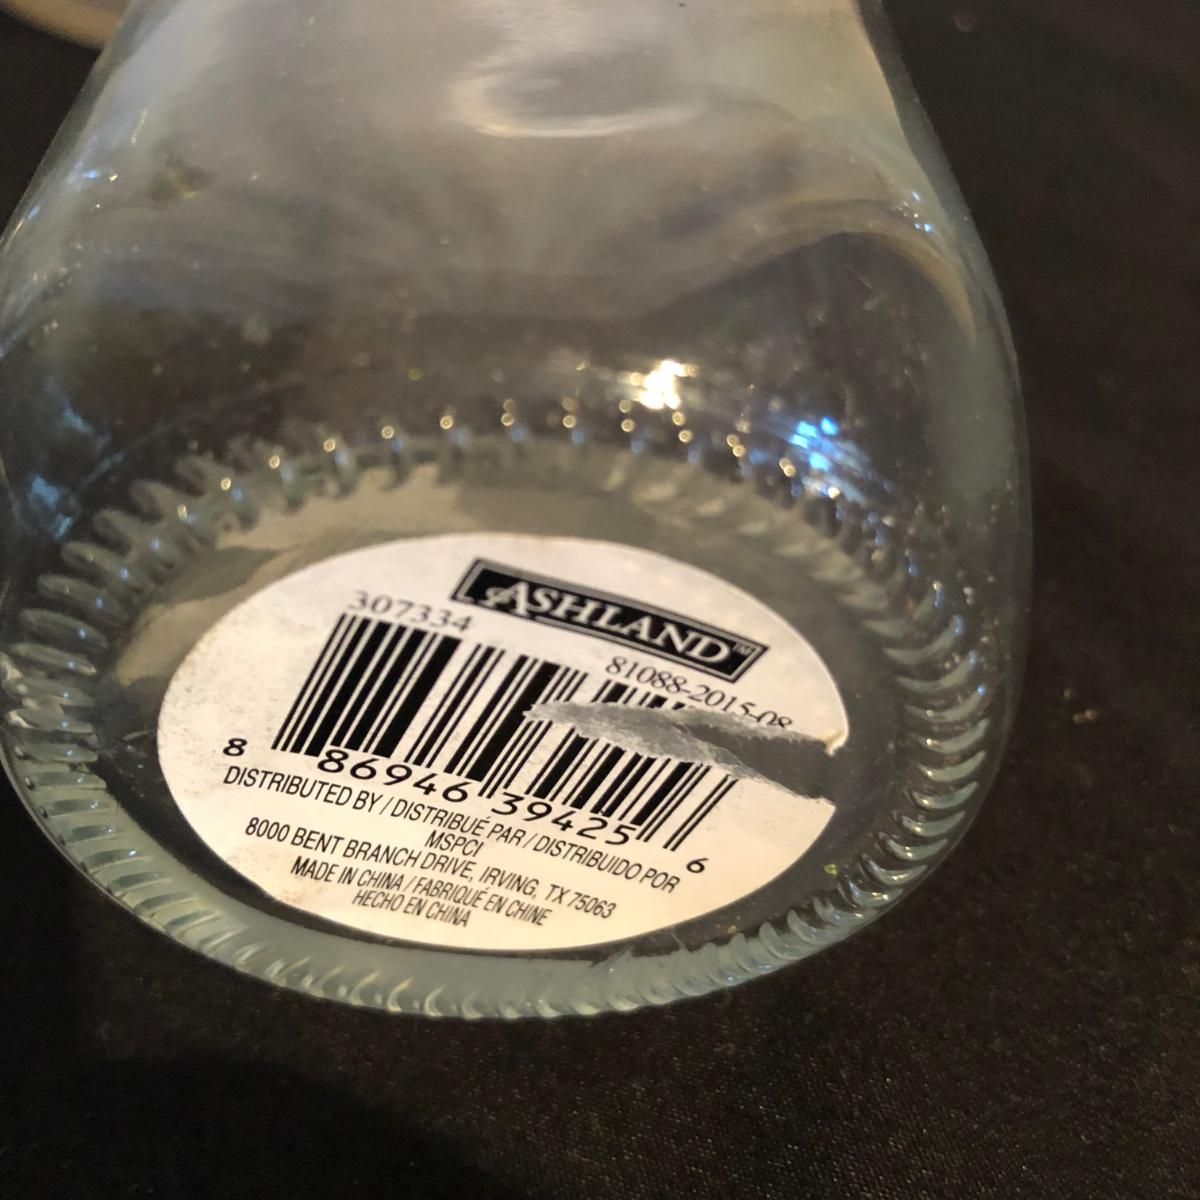 ASHLAND™
307334
81088-2015-08
8 86946 39425 6
DISTRIBUTED BY / DISTRIBUÉ PAR / DISTRIBUIDO POR
MSPCI
8000 BENT BRANCH DRIVE, IRVING, TX 75063
MADE IN CHINA / FABRIQUÉ EN CHINE
HECHO EN CHINA